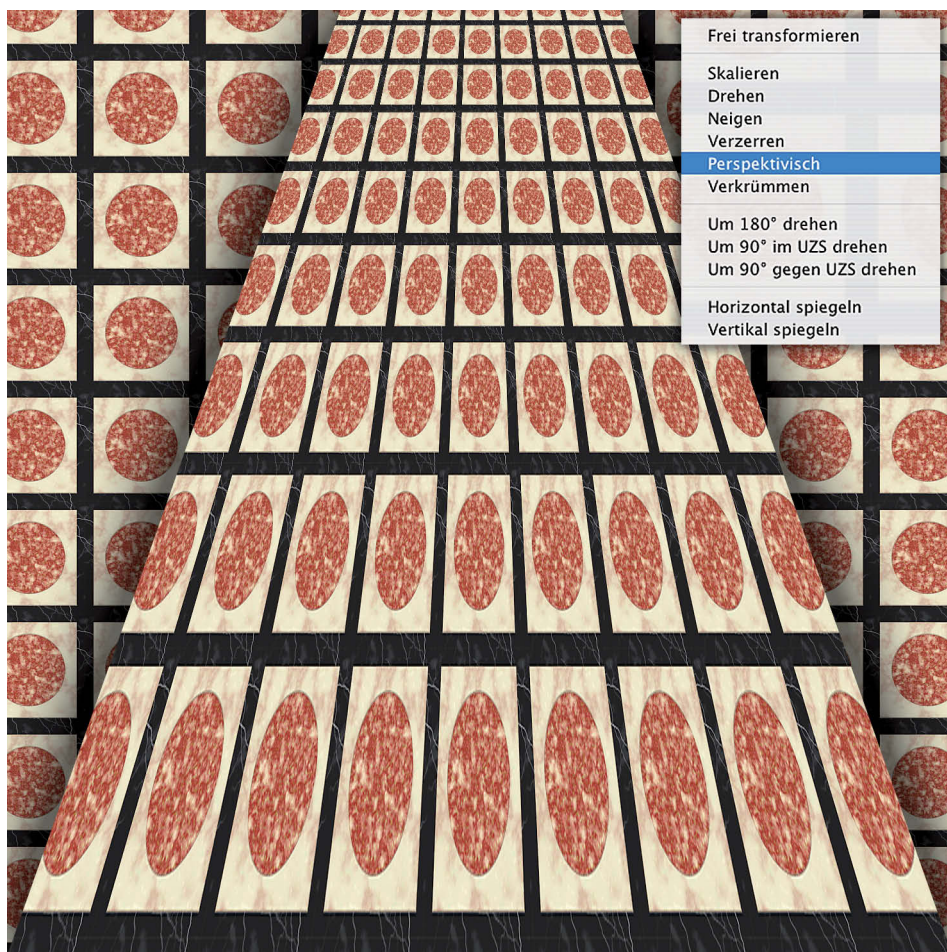 Frei transformieren
Skalieren
Drehen
Neigen
Verzerren
Perspektivisch
Verkrümmen
Um 180° drehen
Um 90° im UZS drehen
Um 90° gegen UZS drehen
Horizontal spiegeln
Vertikal spiegeln